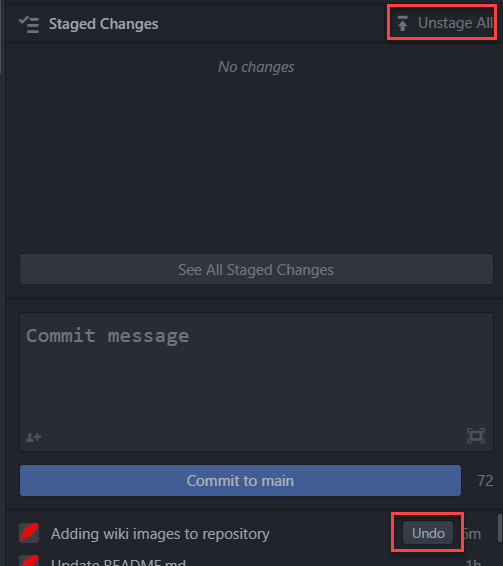 Staged Changes Unstage All
No changes
See All Staged Changes
Commit message
Commit to main 72
Adding wiki images to repository Undo 5m
Update README.md 1h